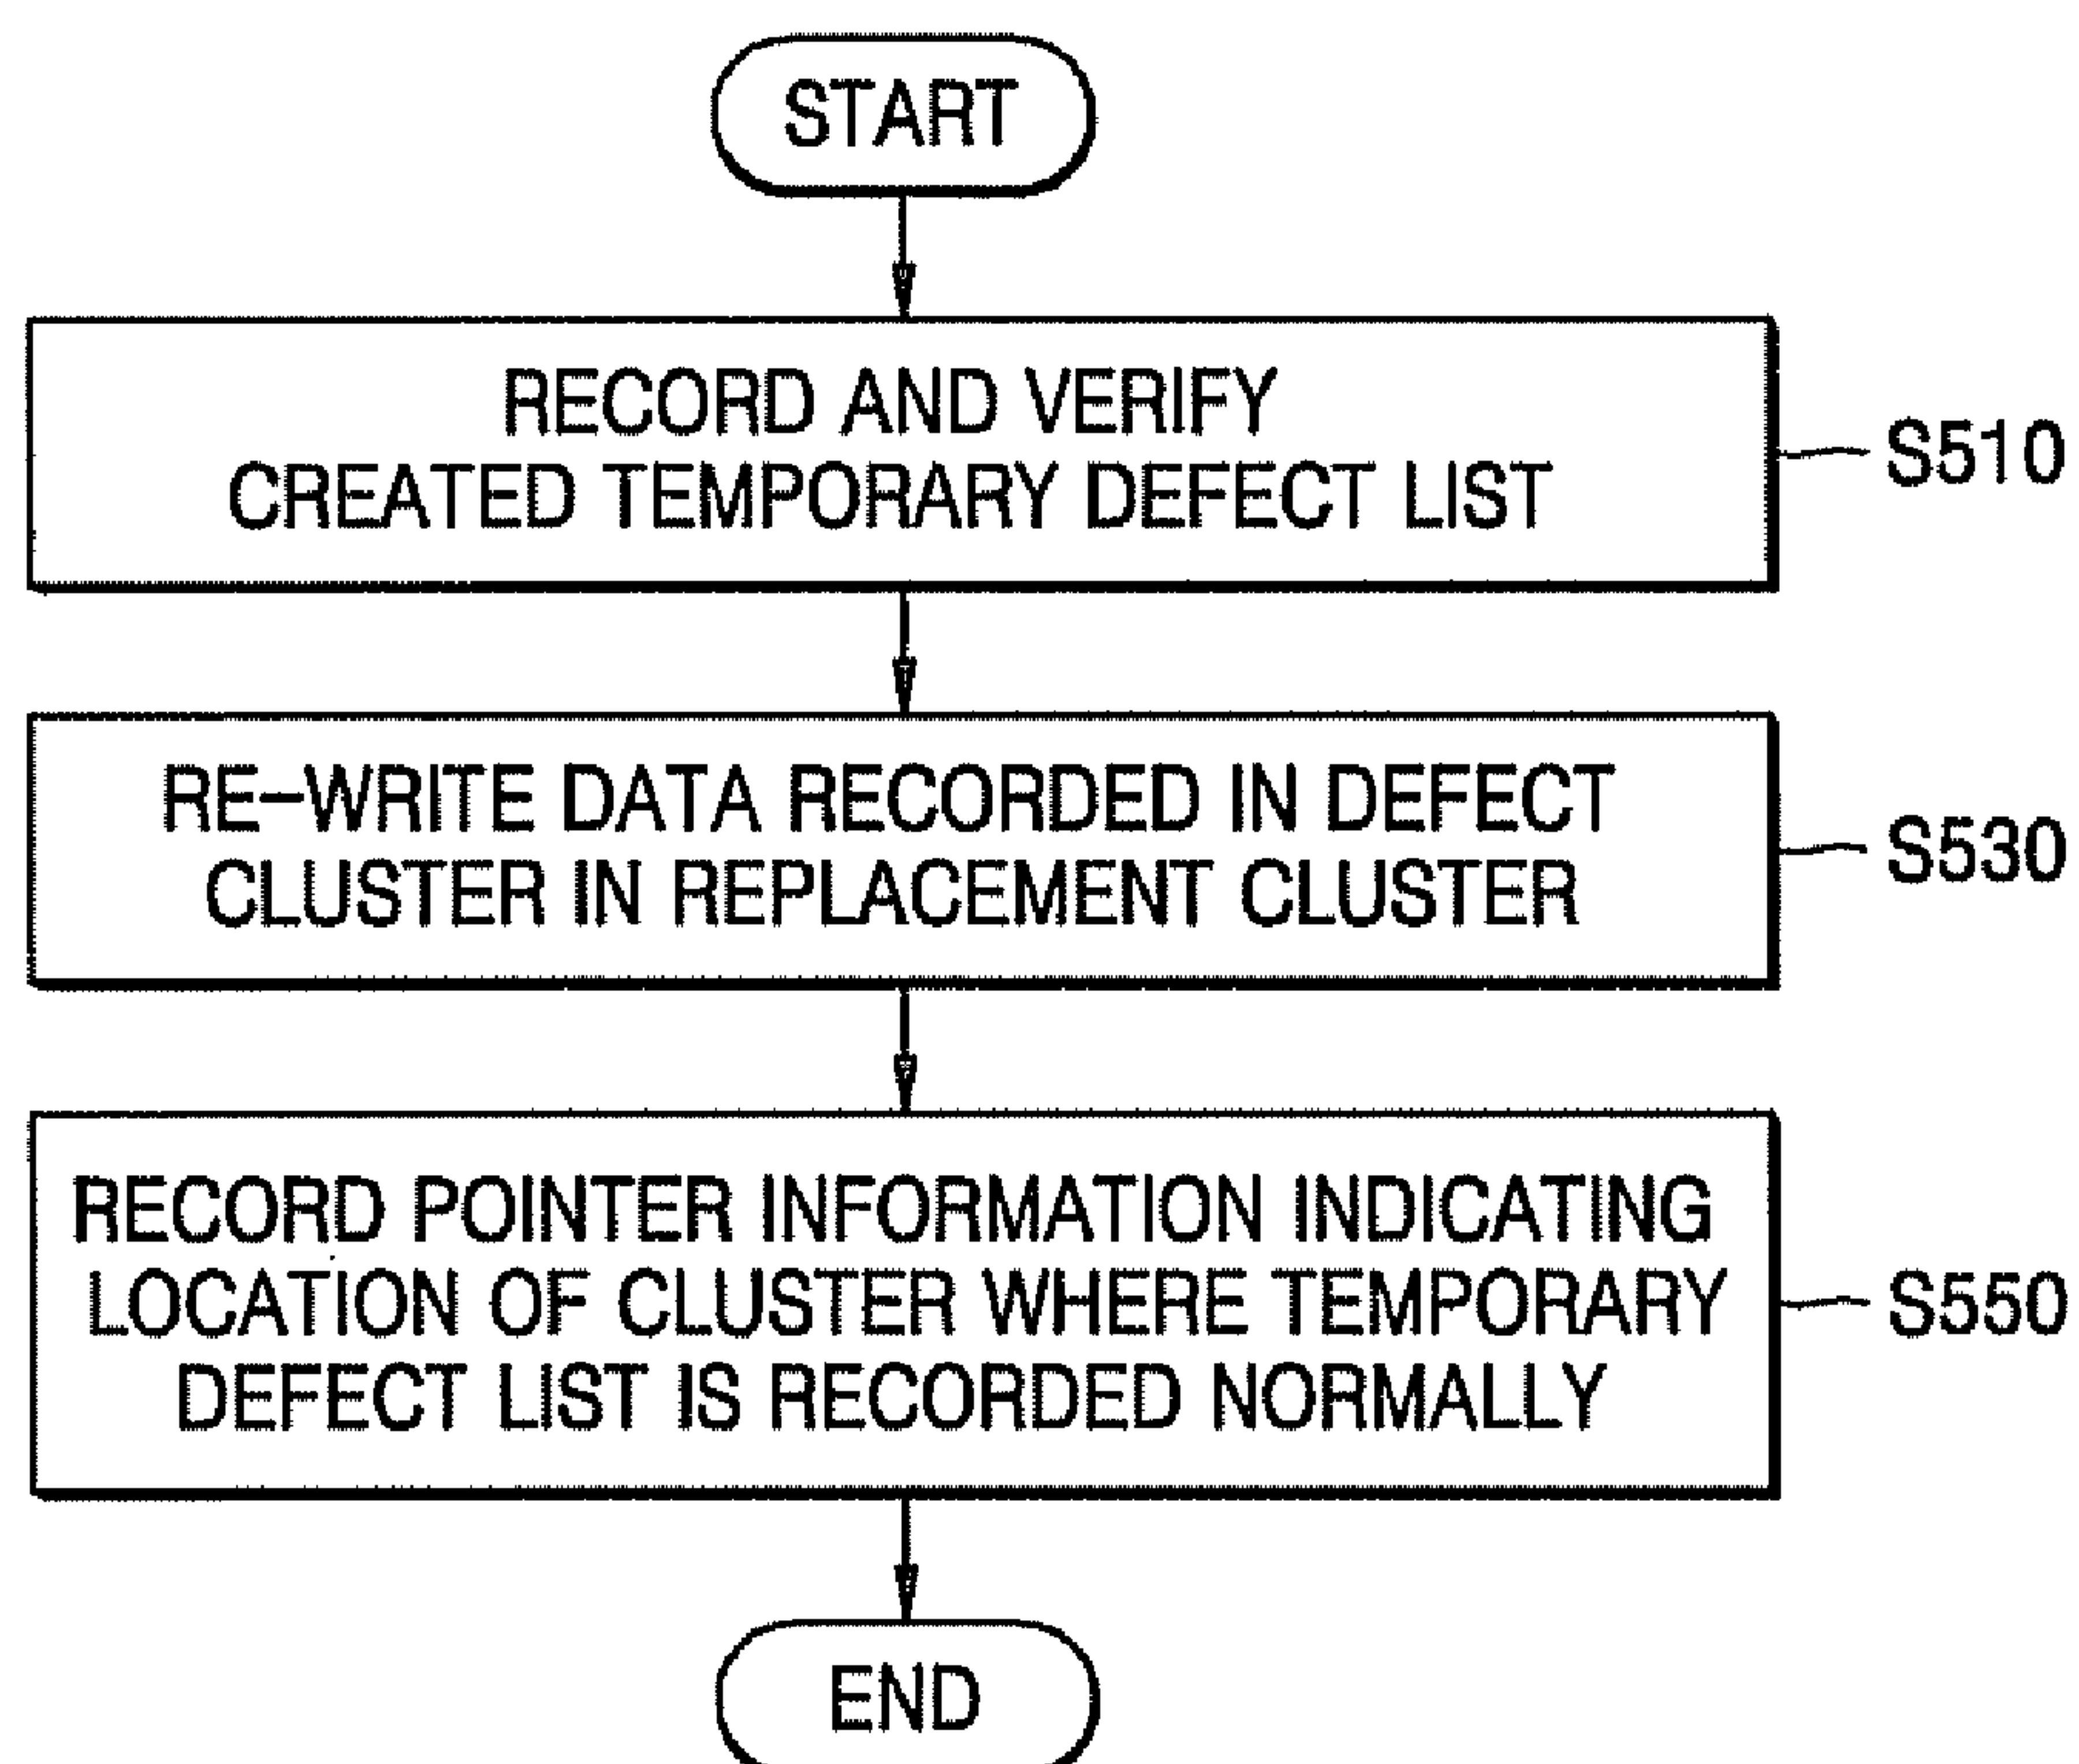 START
RECORD AND VERIFY
CREATED TEMPORARY DEFECT LIST
S510
RE-WRITE DATA RECORDED IN DEFECT
CLUSTER IN REPLACEMENT CLUSTER
S530
RECORD POINTER INFORMATION INDICATING
LOCATION OF CLUSTER WHERE TEMPORARY
DEFECT LIST IS RECORDED NORMALLY
S550
END